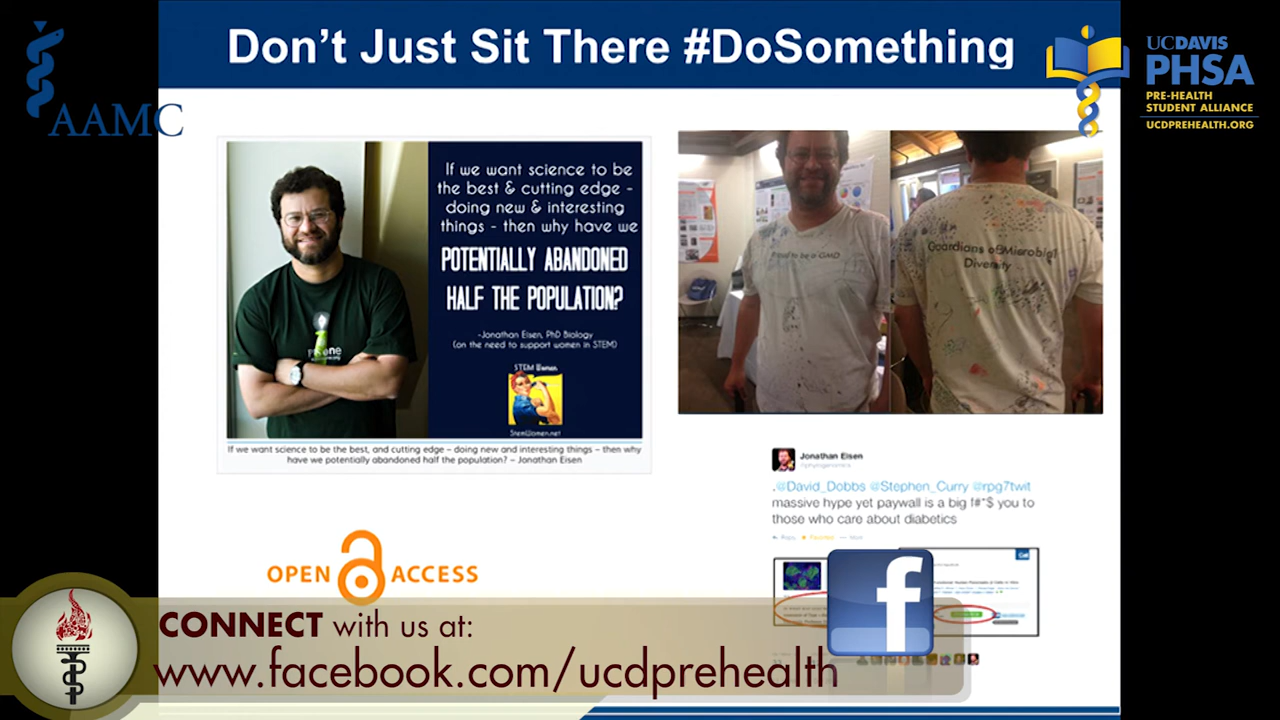 Don't Just Sit There #DoSomething
AAMC
UCDAVIS
PHSA
PRE-HEALTH
STUDENT ALLIANCE
UCDPREHEALTH.ORG
If we want science to be
the best & cutting edge -
doing new & interesting
things - then why have we
POTENTIALLY ABANDONED
HALF THE POPULATION?
-Jonathan Eisen, PhD Biology
(on the need to support women in STEM)
STEM Women
StemWomen.net
If we want science to be the best, and cutting edge – doing new and interesting things – then why
have we potentially abandoned half the population? – Jonathan Eisen
Proud to be a GMD
Guardians of Microbial
Diversity
Jonathan Eisen
.@David_Dobbs @Stephen_Curry @rpg7twit
massive hype yet paywall is a big f#*$ you to
those who care about diabetics
OPEN ACCESS
Cell
f
CONNECT with us at:
www.facebook.com/ucdprehealth